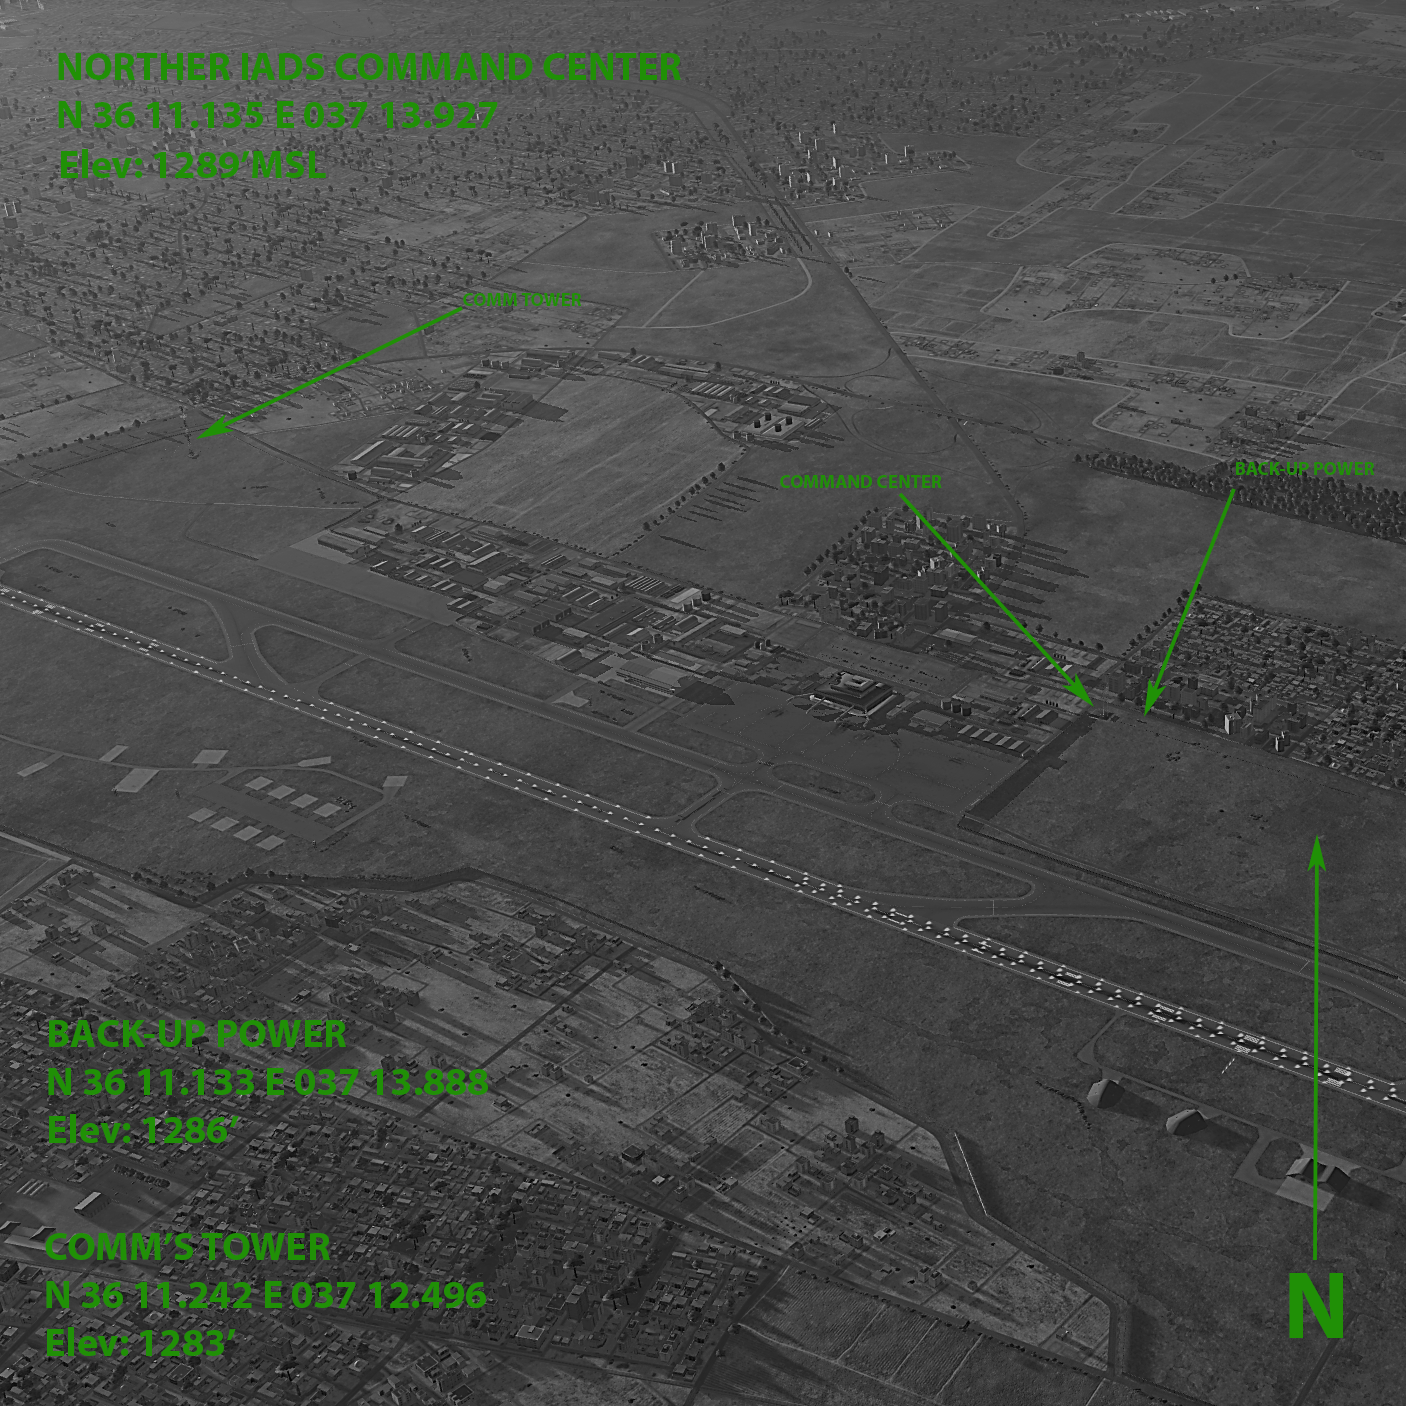 NORTHER IADS COMMAND CENTER
N 36 11.135 E 037 13.927
Elev: 1289'MSL
COMM TOWER
COMMAND CENTER
BACK-UP POWER
BACK-UP POWER
N 36 11.133 E 037 13.888
Elev: 1286'
COMM'S TOWER
N 36 11.242 E 037 12.496
Elev: 1283'
N